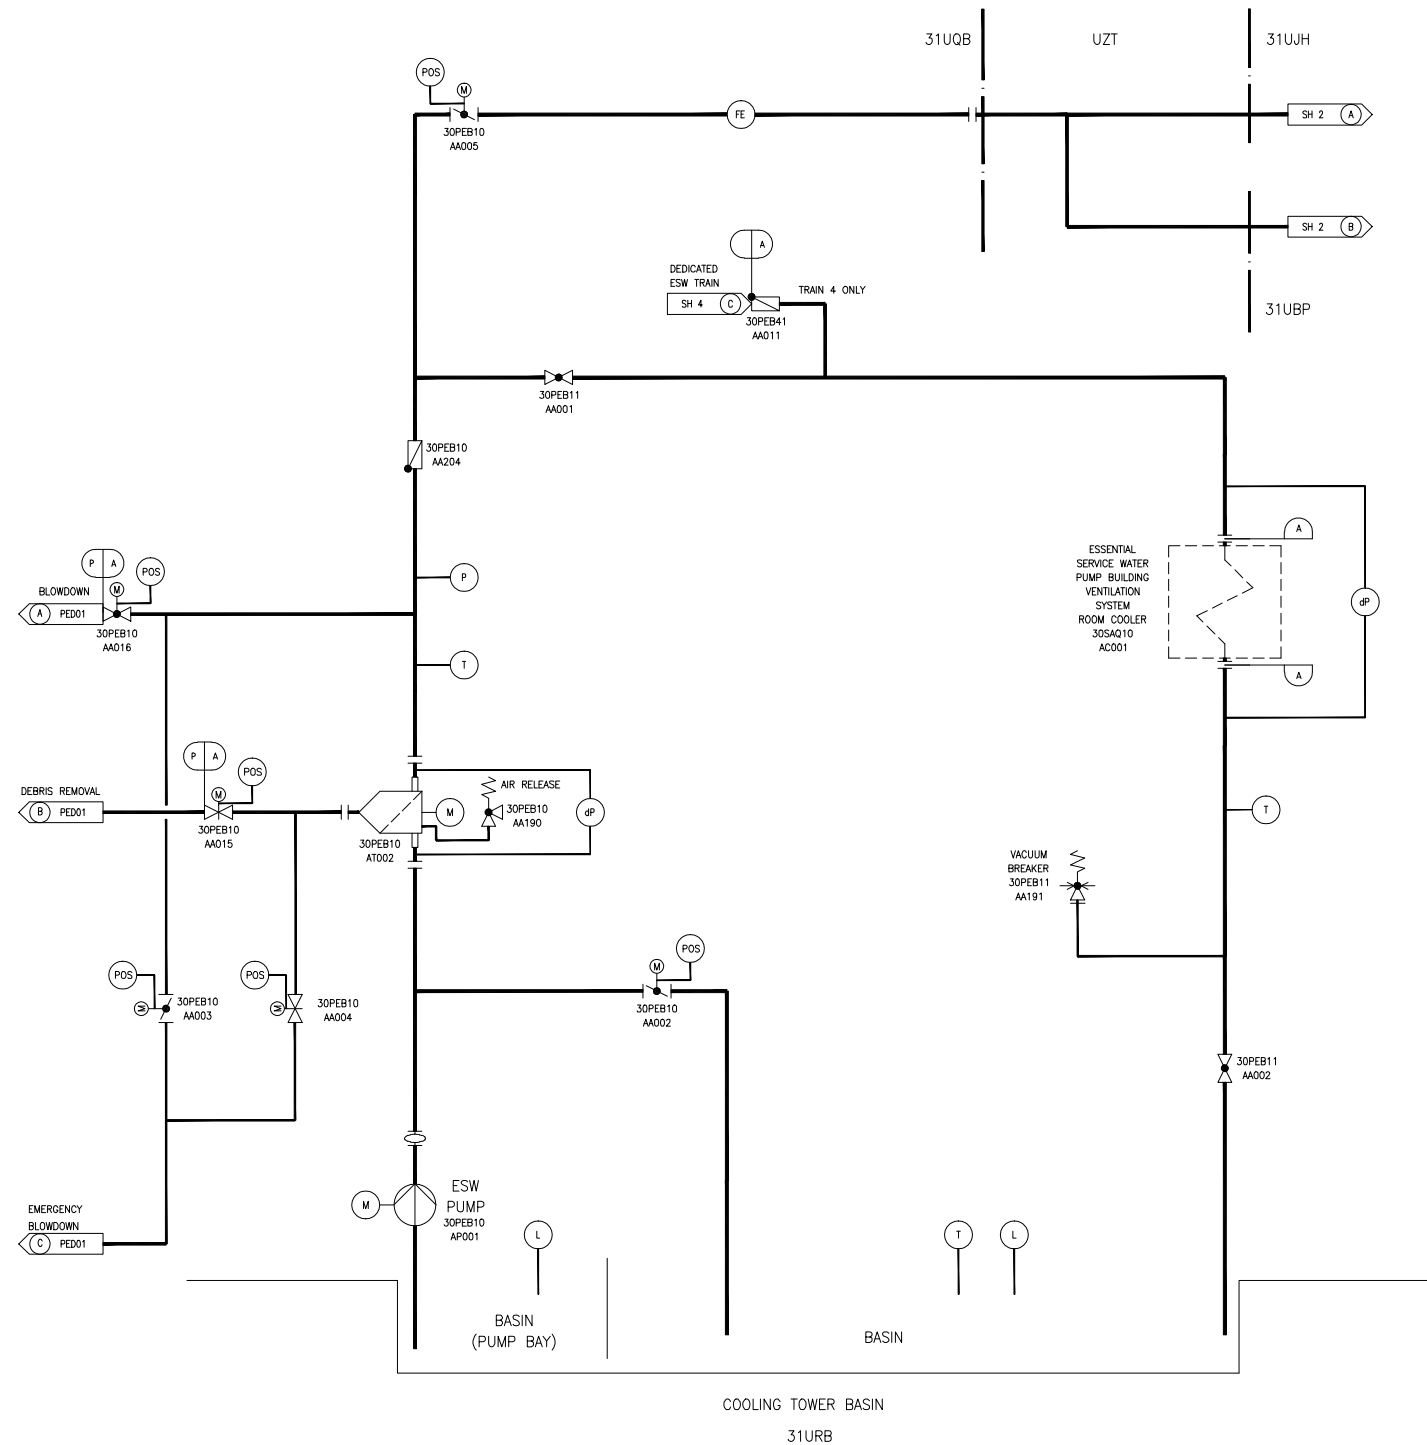 31UQB
UZT
31UJH
POS
M
30PEB10
AA005
FE
SH 2
A
SH 2
B
31UBP
A
DEDICATED
ESW TRAIN
SH 4
C
TRAIN 4 ONLY
30PEB41
AA011
30PEB11
AA001
30PEB10
AA204
P
A
POS
M
BLOWDOWN
A
PED01
30PEB10
AA016
P
T
ESSENTIAL
SERVICE WATER
PUMP BUILDING
VENTILATION
SYSTEM
ROOM COOLER
30SAQ10
AC001
A
A
dP
P
A
POS
M
DEBRIS REMOVAL
B
PED01
30PEB10
AA015
30PEB10
AT002
M
AIR RELEASE
30PEB10
AA190
dP
T
VACUUM
BREAKER
30PEB11
AA191
POS
M
30PEB10
AA003
POS
M
30PEB10
AA004
POS
M
30PEB10
AA002
30PEB11
AA002
EMERGENCY
BLOWDOWN
C
PED01
M
ESW
PUMP
30PEB10
AP001
L
T
L
BASIN
(PUMP BAY)
BASIN
COOLING TOWER BASIN
31URB